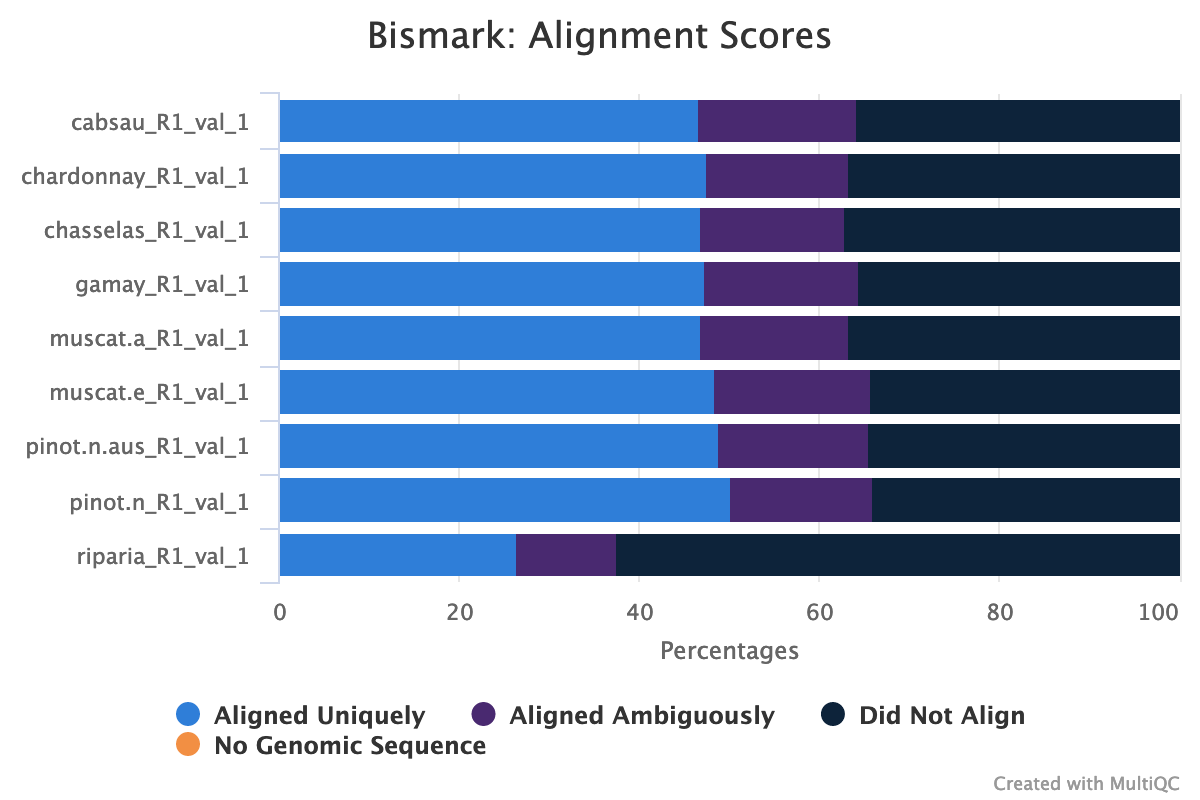 Bismark: Alignment Scores
cabsau_R1_val_1
chardonnay_R1_val_1
chasselas_R1_val_1
gamay_R1_val_1
muscat.a_R1_val_1
muscat.e_R1_val_1
pinot.n.aus_R1_val_1
pinot.n_R1_val_1
riparia_R1_val_1
0 20 40 60 80 100
Percentages
Aligned Uniquely Aligned Ambiguously Did Not Align
No Genomic Sequence
Created with MultiQC